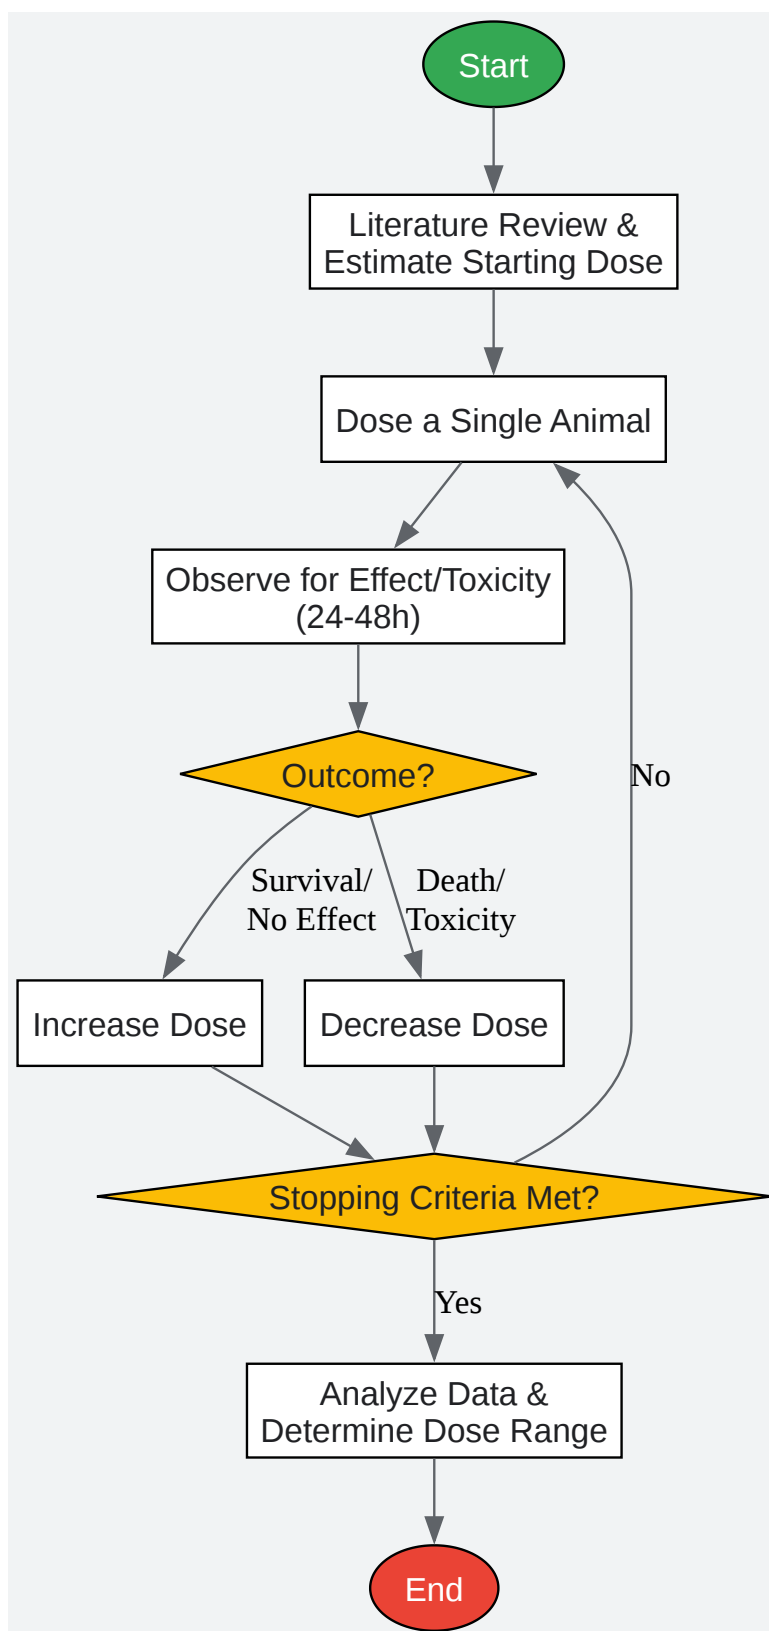 Start
Literature Review &
Estimate Starting Dose
Dose a Single Animal
Observe for Effect/Toxicity
(24-48h)
Outcome?
No
Survival/
No Effect
Death/
Toxicity
Increase Dose
Decrease Dose
Stopping Criteria Met?
Yes
Analyze Data &
Determine Dose Range
End